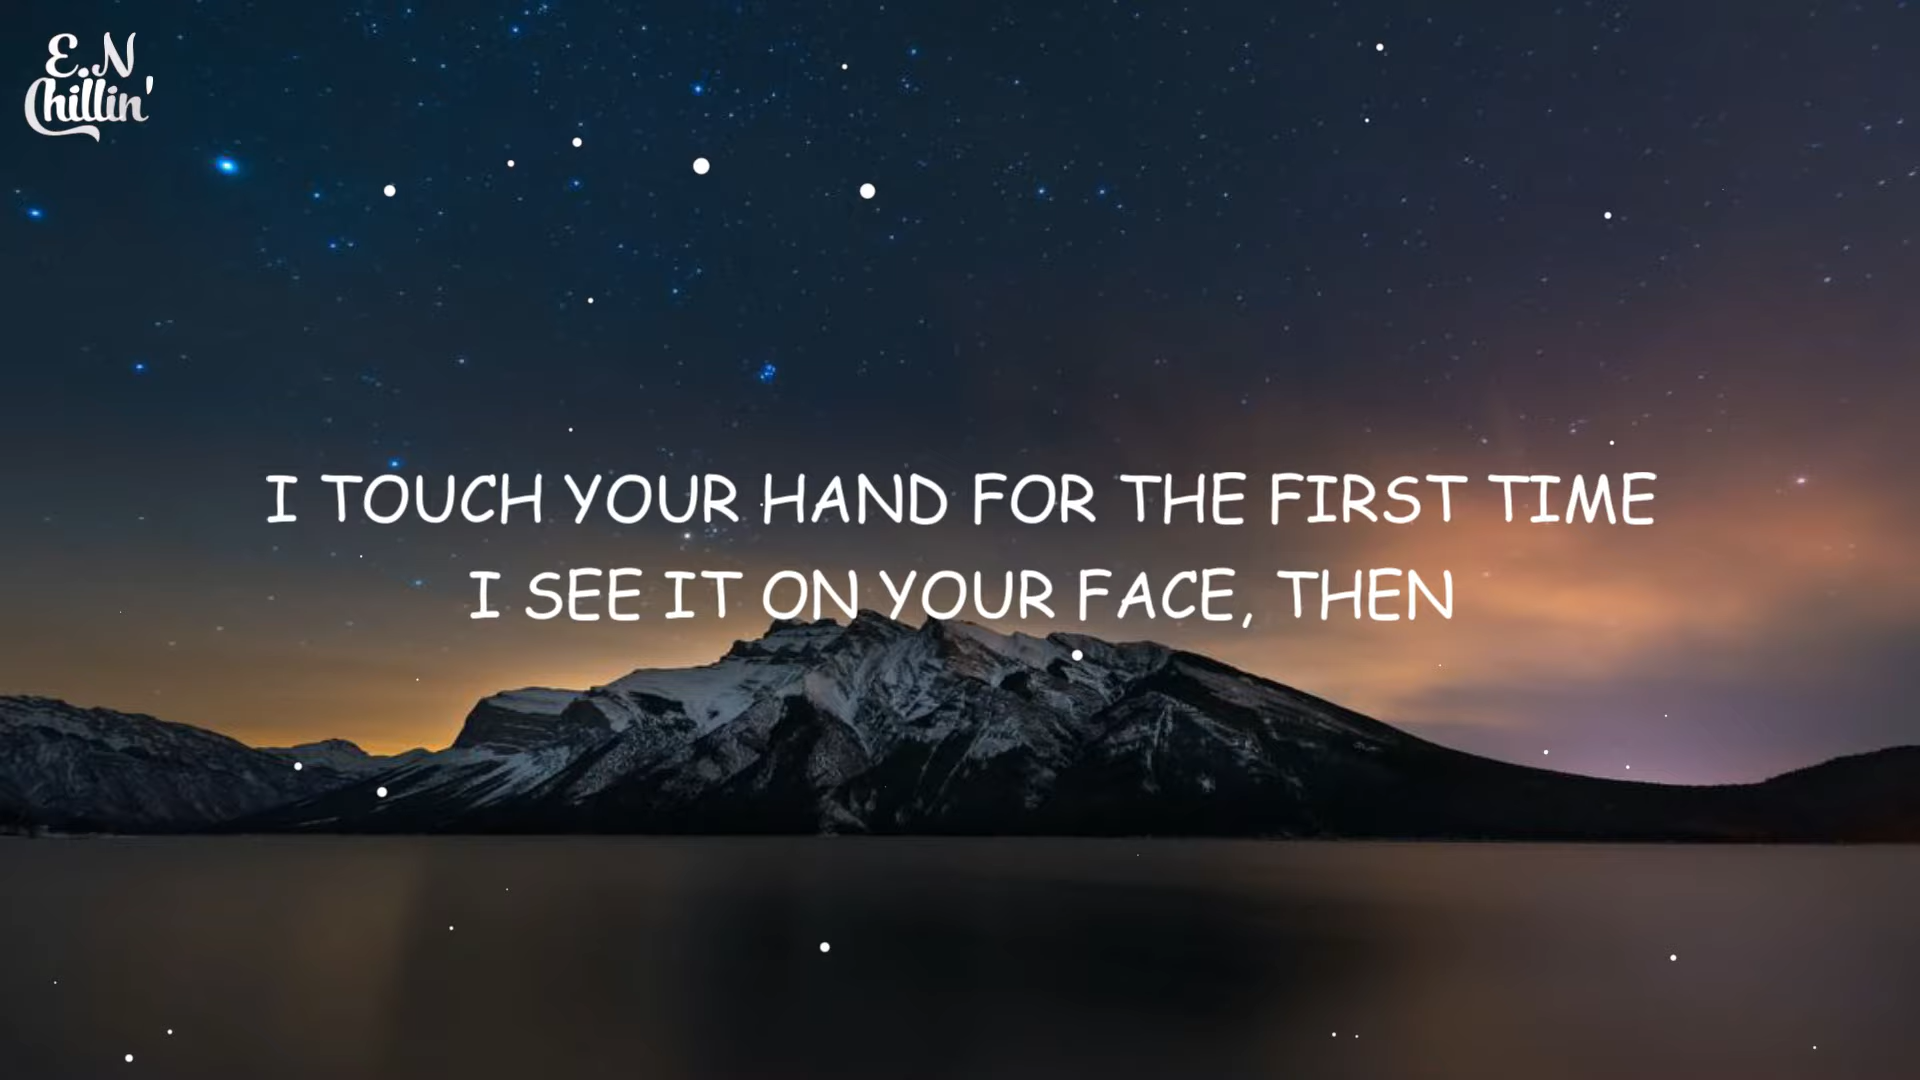 E.N
Chillin'
I TOUCH YOUR HAND FOR THE FIRST TIME
I SEE IT ON YOUR FACE, THEN